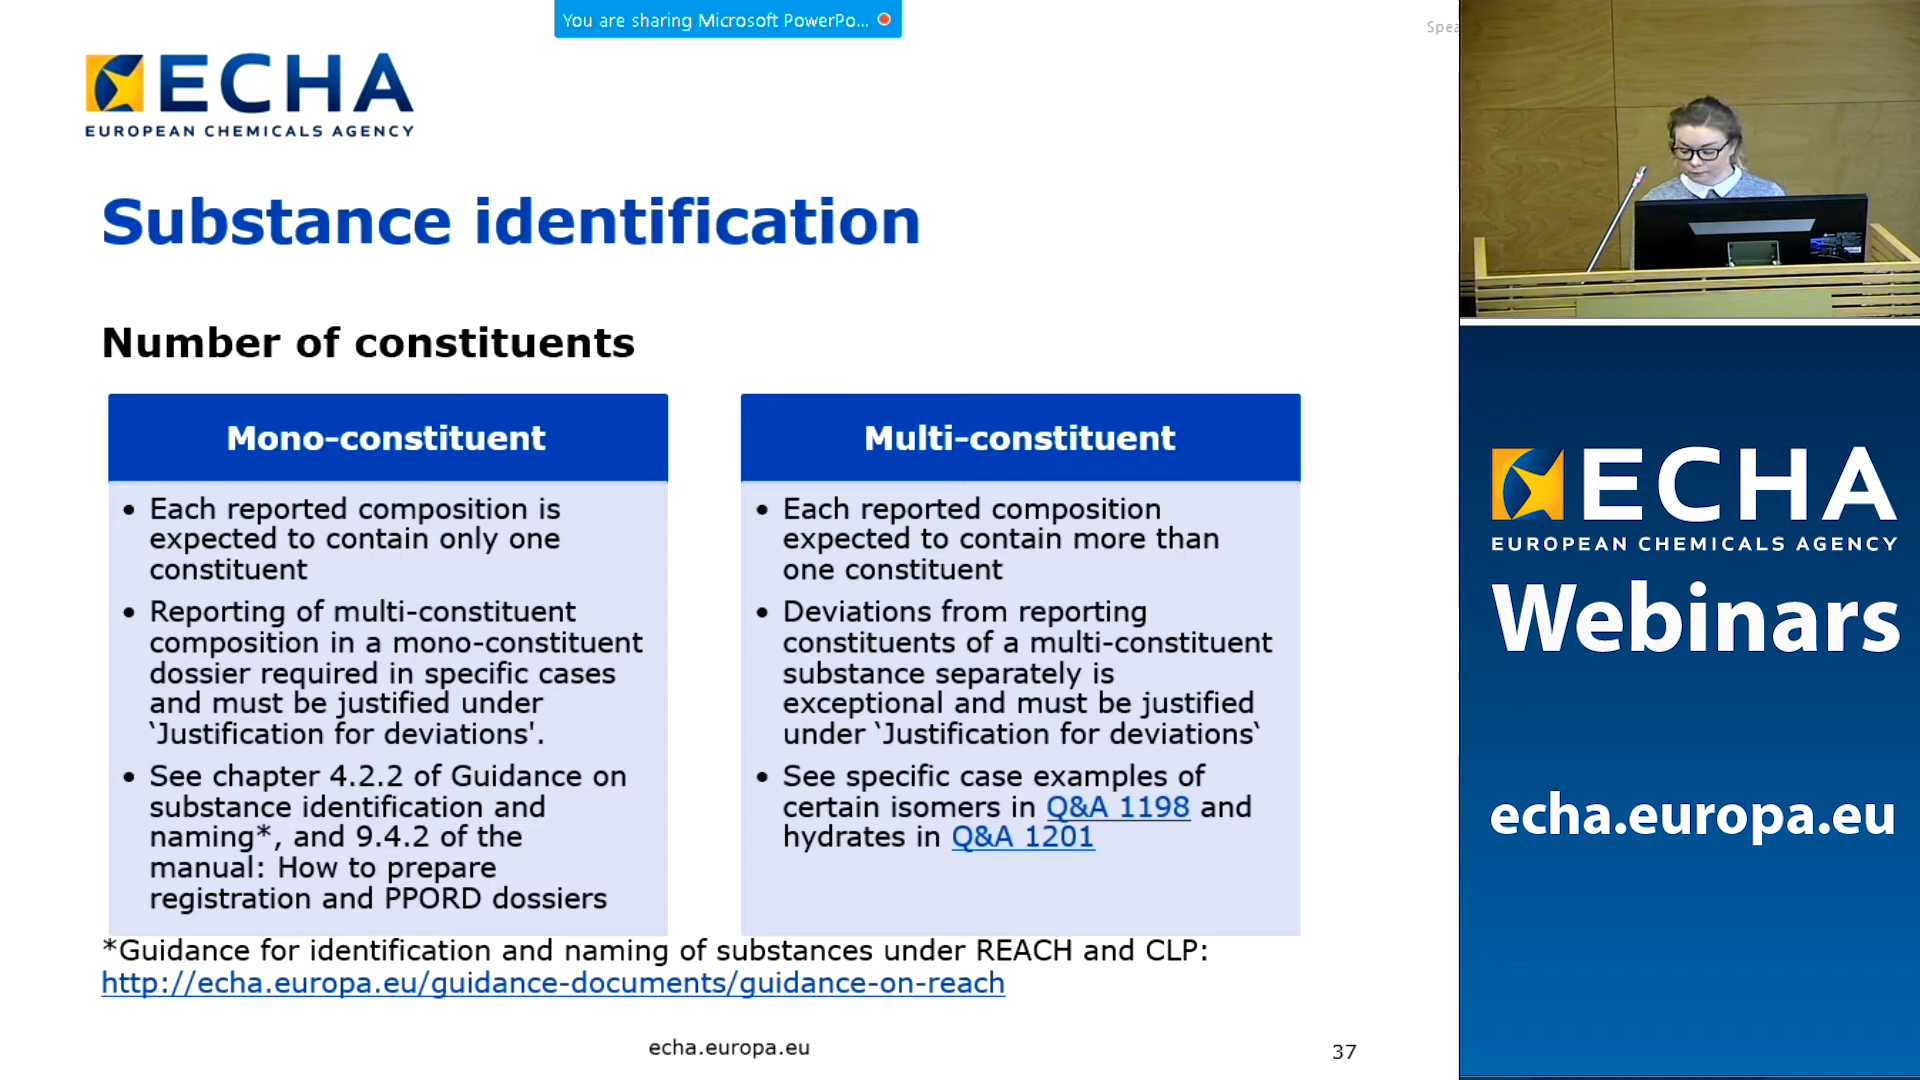 You are sharing Microsoft PowerPo...
Spea
ECHA
EUROPEAN CHEMICALS AGENCY
Substance identification
Number of constituents
Mono-constituent
• Each reported composition is
expected to contain only one
constituent
• Reporting of multi-constituent
composition in a mono-constituent
dossier required in specific cases
and must be justified under
‘Justification for deviations'.
• See chapter 4.2.2 of Guidance on
substance identification and
naming*, and 9.4.2 of the
manual: How to prepare
registration and PPORD dossiers
Multi-constituent
• Each reported composition
expected to contain more than
one constituent
• Deviations from reporting
constituents of a multi-constituent
substance separately is
exceptional and must be justified
under ‘Justification for deviations‘
• See specific case examples of
certain isomers in Q&A 1198 and
hydrates in Q&A 1201
*Guidance for identification and naming of substances under REACH and CLP:
http://echa.europa.eu/guidance-documents/guidance-on-reach
echa.europa.eu
37
ECHA
EUROPEAN CHEMICALS AGENCY
Webinars
echa.europa.eu